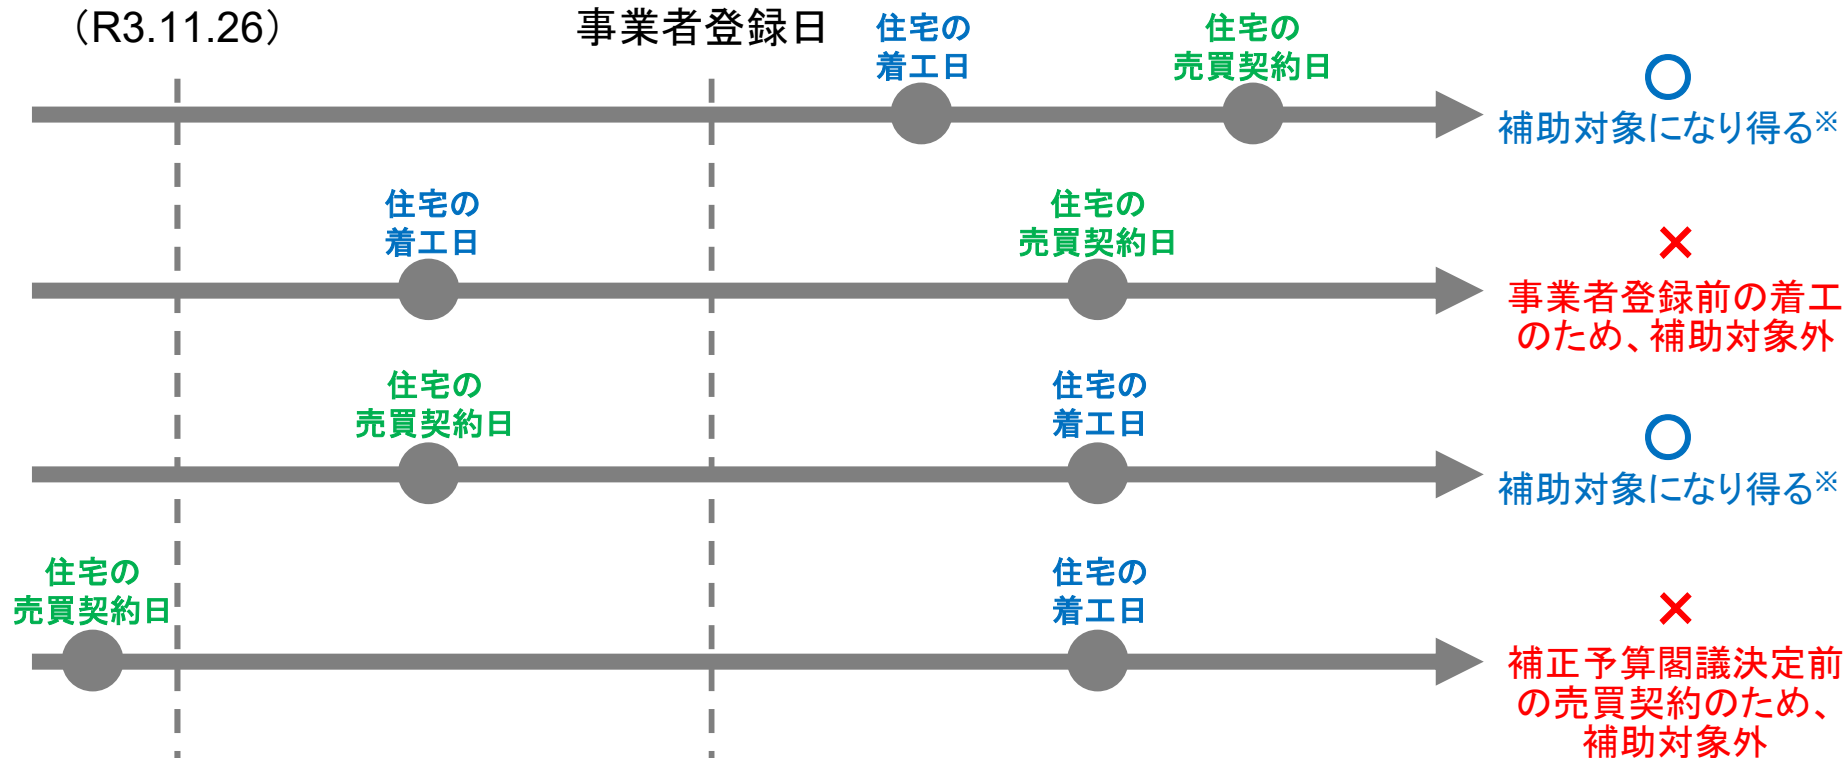 （R3.11.26）
事業者登録日
住宅の
着工日
住宅の
売買契約日
〇
補助対象になり得る※
住宅の
着工日
住宅の
売買契約日
×
事業者登録前の着工
のため、補助対象外
住宅の
売買契約日
住宅の
着工日
〇
補助対象になり得る※
住宅の
売買契約日
住宅の
着工日
×
補正予算閣議決定前
の売買契約のため、
補助対象外